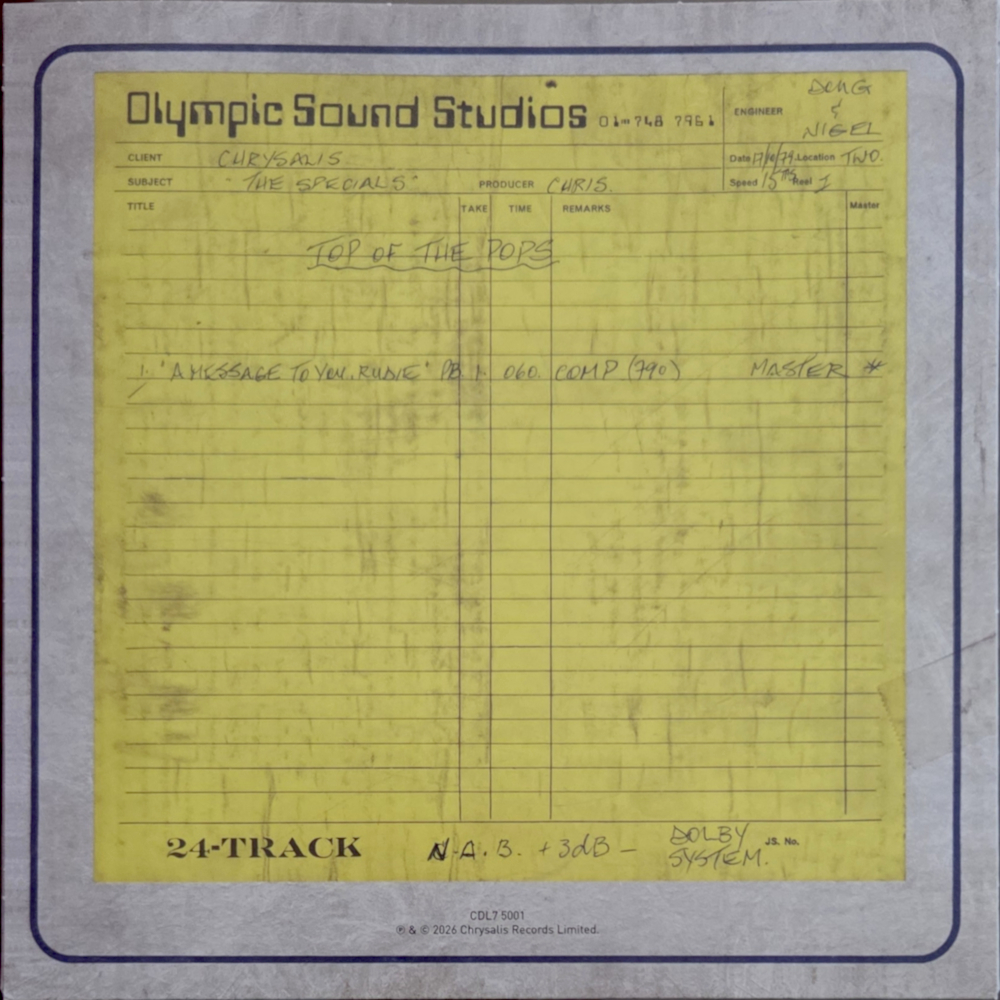 Olympic Sound Studios 01-748 7961
ENGINEER DOUG & NIGEL
CLIENT CHRYSALIS.
Date 17/10/79 Location TWO.
SUBJECT "THE SPECIALS" PRODUCER CHRIS.
Speed 15 IPS Reel 1
TITLE TAKE TIME REMARKS Master
TOP OF THE POPS
1. 'A MESSAGE TO YOU, RUDIE' PB 1. 060. COMP (790) MASTER *
24-TRACK N.A.B. +3dB - DOLBY SYSTEM. JS. No.
CDL7 5001
℗ & © 2026 Chrysalis Records Limited.